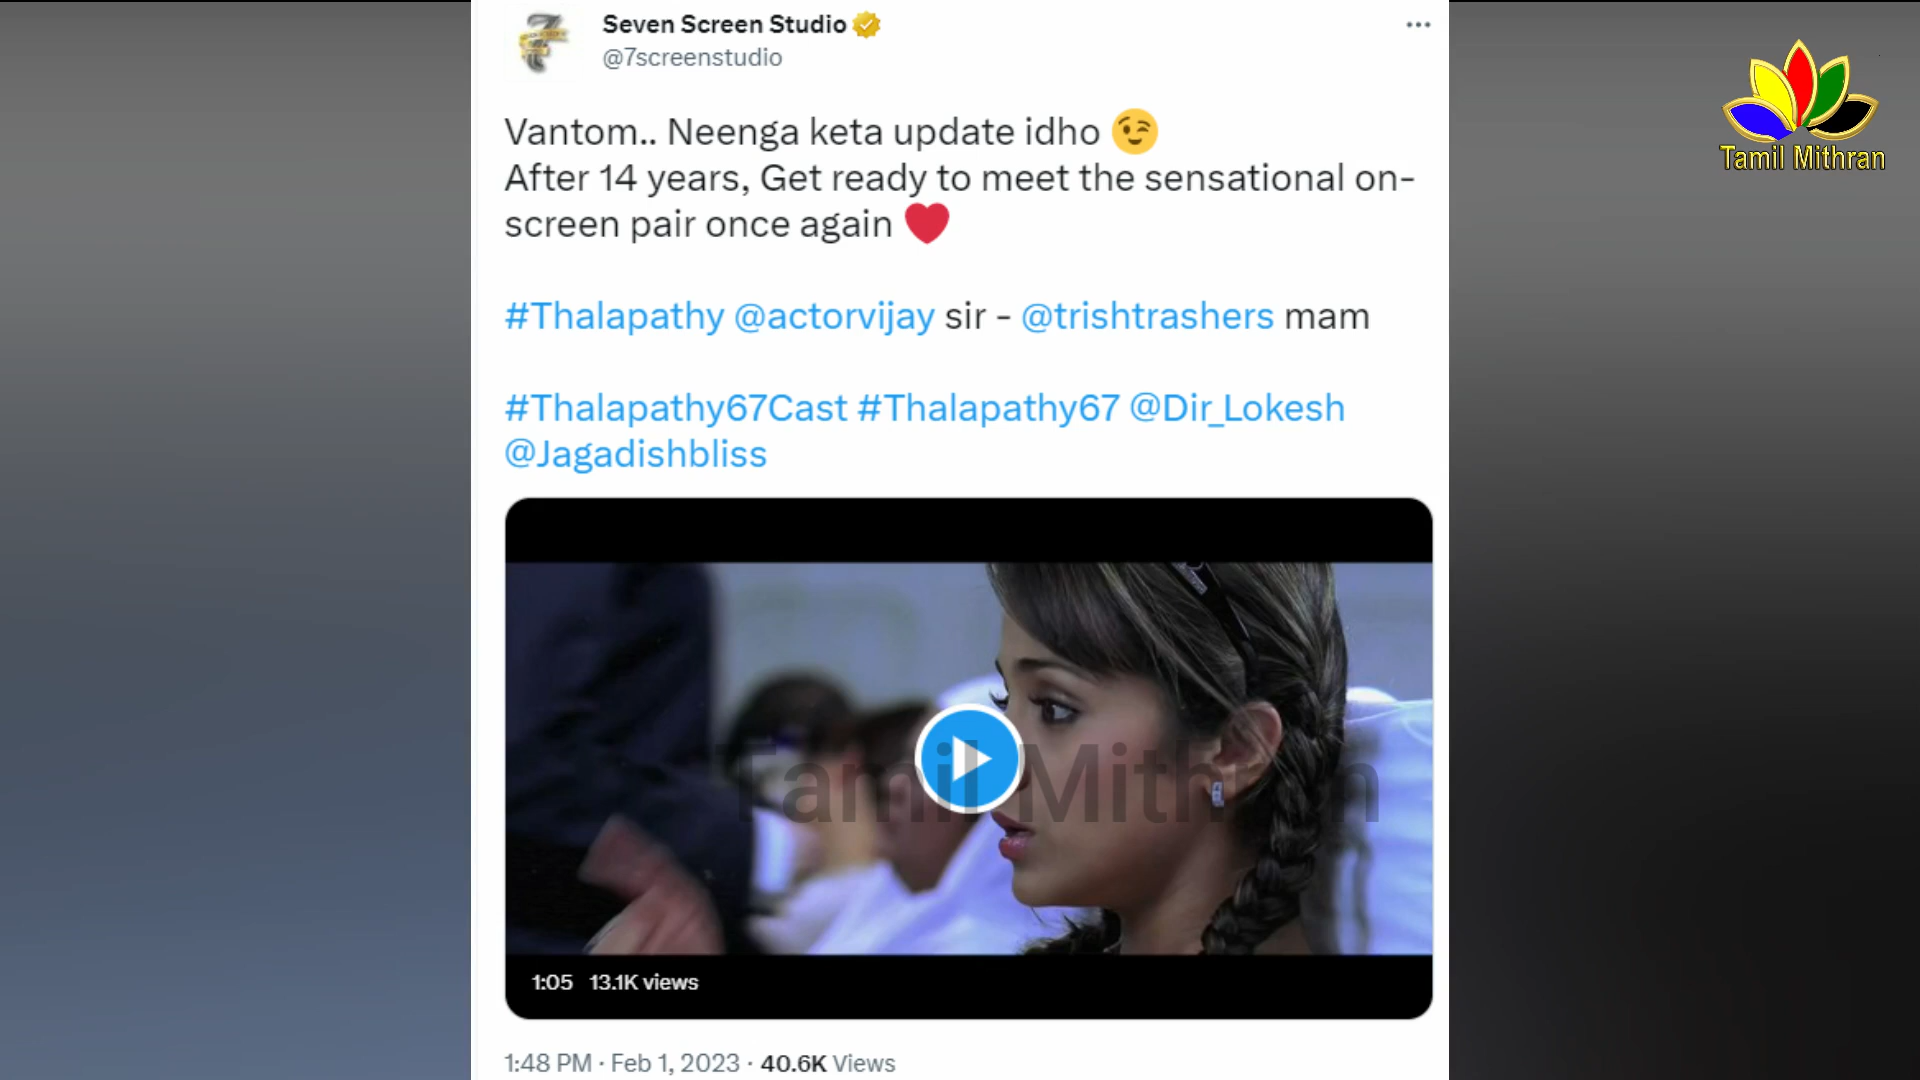 Seven Screen Studio
@7screenstudio
Vantom.. Neenga keta update idho 😉
After 14 years, Get ready to meet the sensational on-
screen pair once again ❤️
#Thalapathy @actorvijay sir - @trishtrashers mam
#Thalapathy67Cast #Thalapathy67 @Dir_Lokesh
@Jagadishbliss
Tamil Mithran
1:05 13.1K views
1:48 PM · Feb 1, 2023 · 40.6K Views
Tamil Mithran